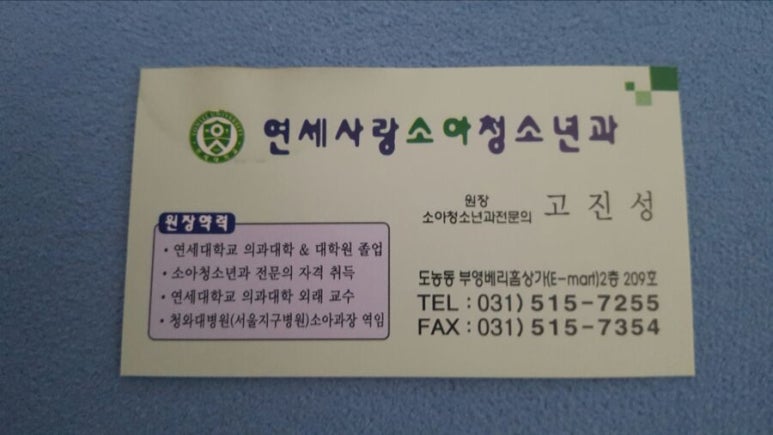 연세사랑소아청소년과
원장
소아청소년과전문의 고진성
원장약력
· 연세대학교 의과대학 & 대학원 졸업
· 소아청소년과 전문의 자격 취득
· 연세대학교 의과대학 외래 교수
· 청와대병원(서울지구병원)소아과장 역임
도농동 부영베리홈상가(E-mart)2층 209호
TEL : 031) 515-7255
FAX : 031) 515-7354